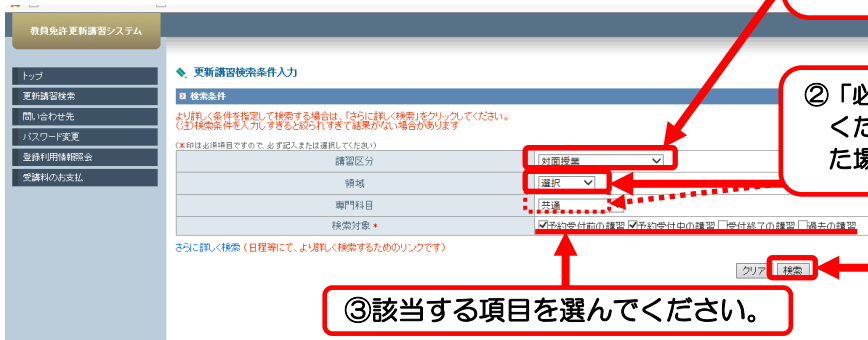 教員免許更新講習システム
トップ
更新講習検索
問い合わせ先
パスワード変更
登録利用情報照会
受講料のお支払
更新講習検索条件入力
検索条件
より詳しく条件を指定して検索する場合は、「さらに詳しく検索」をクリックしてください。
(注)検索条件を入力しすぎると絞られすぎて結果がない場合があります
(*印は必須項目ですので、必ず記入または選択してください)
講習区分 対面授業
領域 選択
専門科目 共通
検索対象 * 予約受付前の講習 予約受付中の講習 受付終了の講習 過去の講習
さらに詳しく検索(日程等にて、より詳しく検索するためのリンクです)
クリア 検索
②「必
くだ
た場
③該当する項目を選んでください。